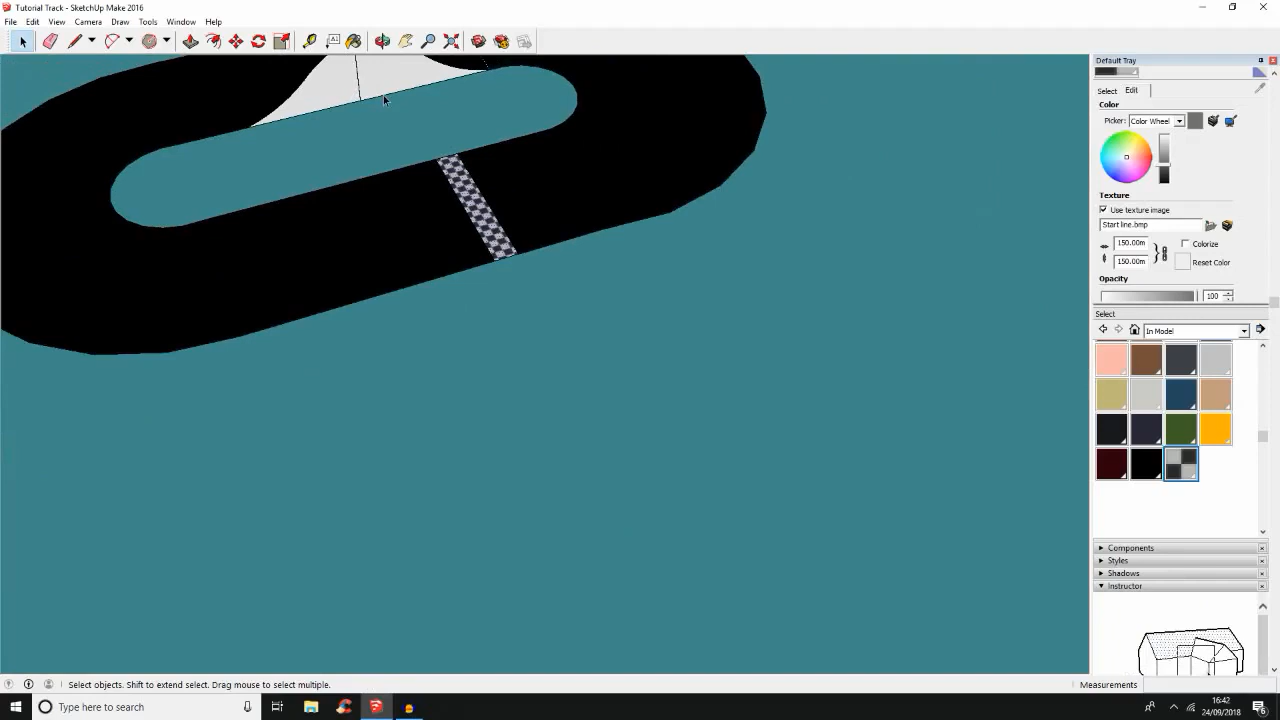 Tutorial Track - SketchUp Make 2016
File Edit View Camera Draw Tools Window Help
Default Tray
Select Edit
Color
Picker: Color Wheel
Texture
Use texture image
Start line.bmp
150.00m
Colorize
150.00m
Reset Color
Opacity
100
Select
In Model
Components
Styles
Shadows
Instructor
Select objects. Shift to extend select. Drag mouse to select multiple.
Measurements
Type here to search
16:42
24/09/2018
6